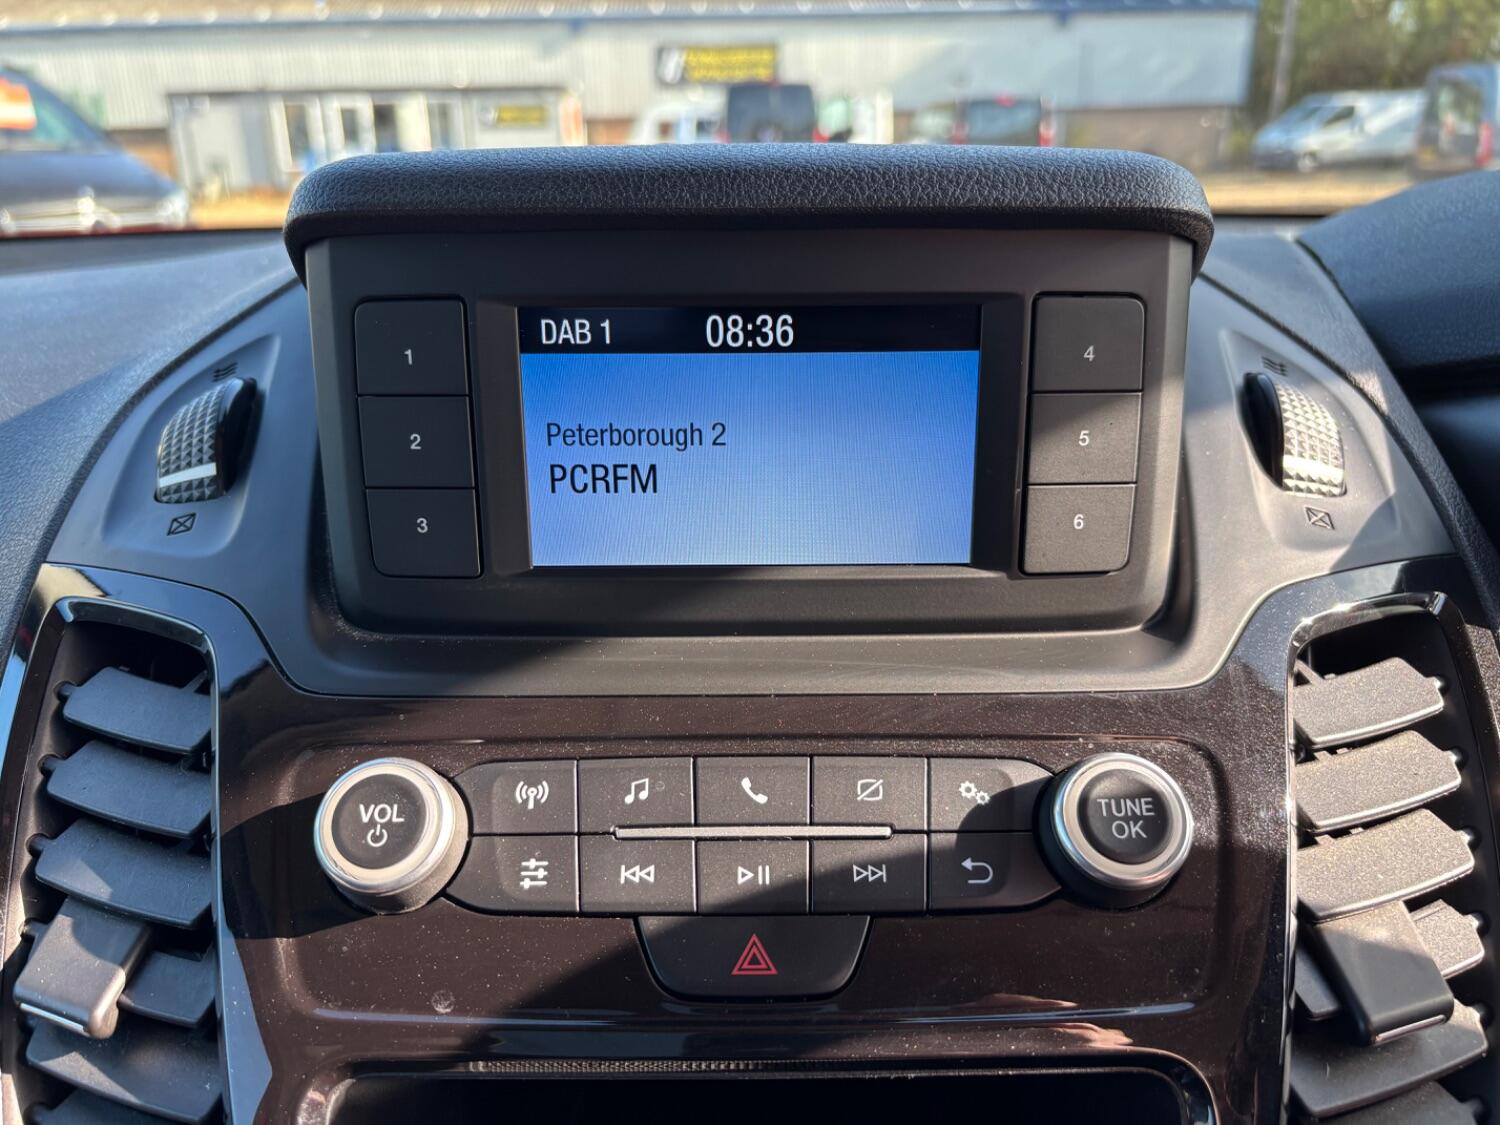 DAB 1 08:36
Peterborough 2
PCRFM
1
2
3
4
5
6
VOL
TUNE
OK